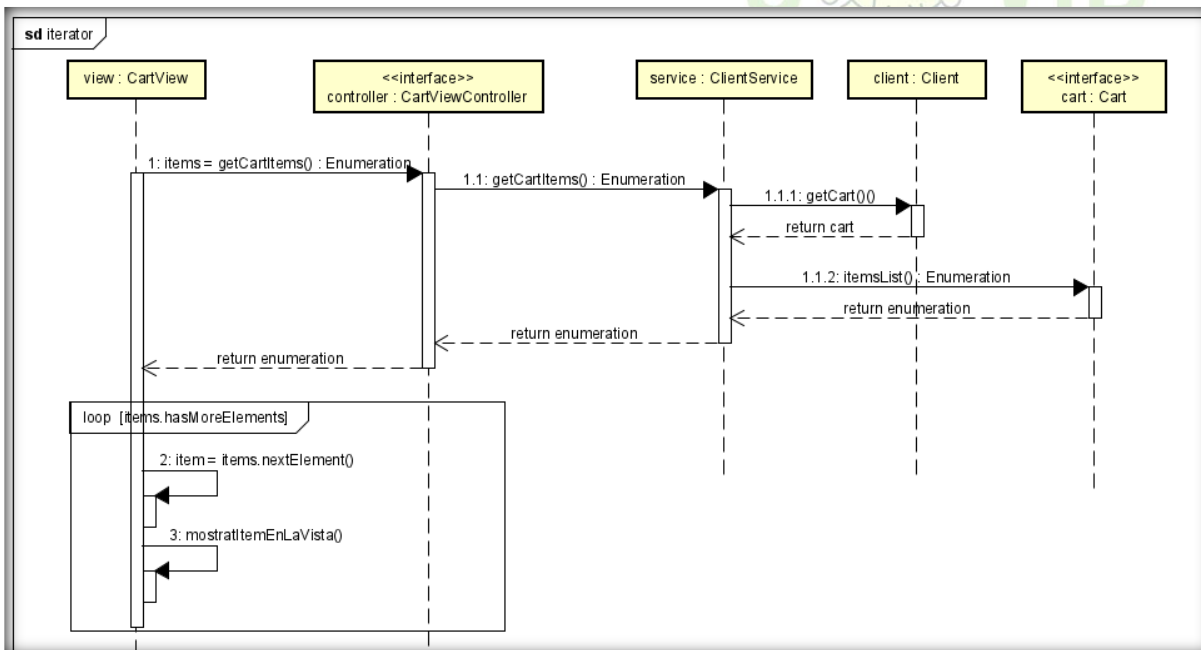 sd iterator
view : CartView
<<interface>>
controller : CartViewController
service : ClientService
client : Client
<<interface>>
cart : Cart
1: items = getCartItems() : Enumeration
1.1: getCartItems() : Enumeration
1.1.1: getCart()()
return cart
1.1.2: itemsList() : Enumeration
return enumeration
return enumeration
return enumeration
loop [items.hasMoreElements]
2: item = items.nextElement()
3: mostratItemEnLaVista()